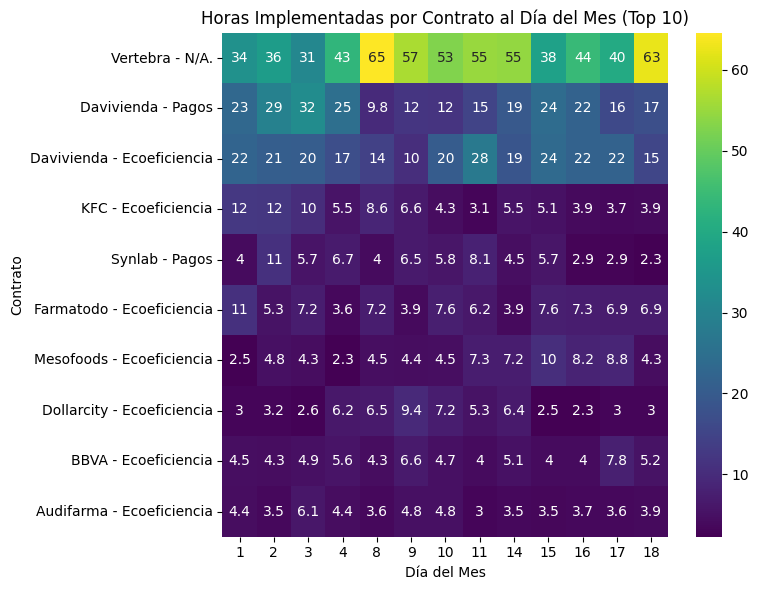 Horas Implementadas por Contrato al Día del Mes (Top 10)
Contrato
Vertebra - N/A. 34 36 31 43 65 57 53 55 55 38 44 40 63
Davivienda - Pagos 23 29 32 25 9.8 12 12 15 19 24 22 16 17
Davivienda - Ecoeficiencia 22 21 20 17 14 10 20 28 19 24 22 22 15
KFC - Ecoeficiencia 12 12 10 5.5 8.6 6.6 4.3 3.1 5.5 5.1 3.9 3.7 3.9
Synlab - Pagos 4 11 5.7 6.7 4 6.5 5.8 8.1 4.5 5.7 2.9 2.9 2.3
Farmatodo - Ecoeficiencia 11 5.3 7.2 3.6 7.2 3.9 7.6 6.2 3.9 7.6 7.3 6.9 6.9
Mesofoods - Ecoeficiencia 2.5 4.8 4.3 2.3 4.5 4.4 4.5 7.3 7.2 10 8.2 8.8 4.3
Dollarcity - Ecoeficiencia 3 3.2 2.6 6.2 6.5 9.4 7.2 5.3 6.4 2.5 2.3 3 3
BBVA - Ecoeficiencia 4.5 4.3 4.9 5.6 4.3 6.6 4.7 4 5.1 4 4 7.8 5.2
Audifarma - Ecoeficiencia 4.4 3.5 6.1 4.4 3.6 4.8 4.8 3 3.5 3.5 3.7 3.6 3.9
1 2 3 4 8 9 10 11 14 15 16 17 18
Día del Mes
60
50
40
30
20
10